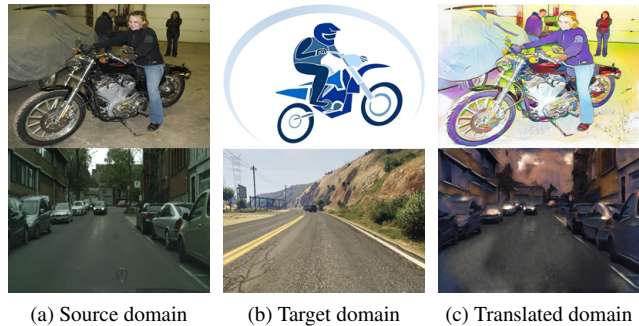 (a) Source domain
(b) Target domain
(c) Translated domain